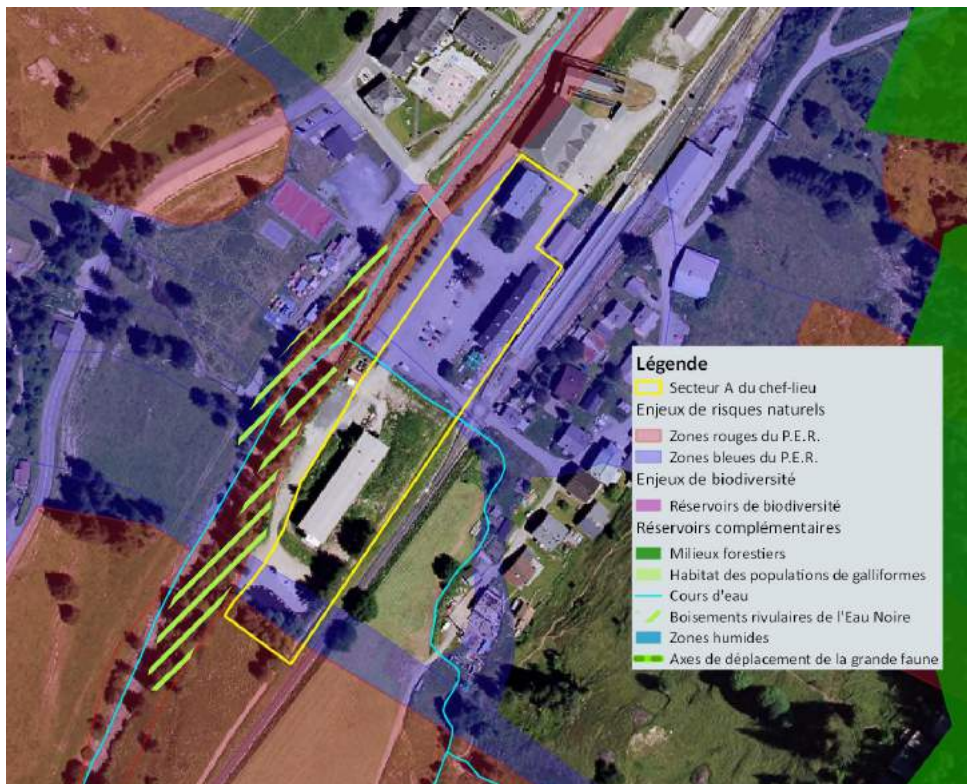 Légende
Secteur A du chef-lieu
Enjeux de risques naturels
Zones rouges du P.E.R.
Zones bleues du P.E.R.
Enjeux de biodiversité
Réservoirs de biodiversité
Réservoirs complémentaires
Milieux forestiers
Habitat des populations de galliformes
Cours d'eau
Boisements rivulaires de l'Eau Noire
Zones humides
Axes de déplacement de la grande faune